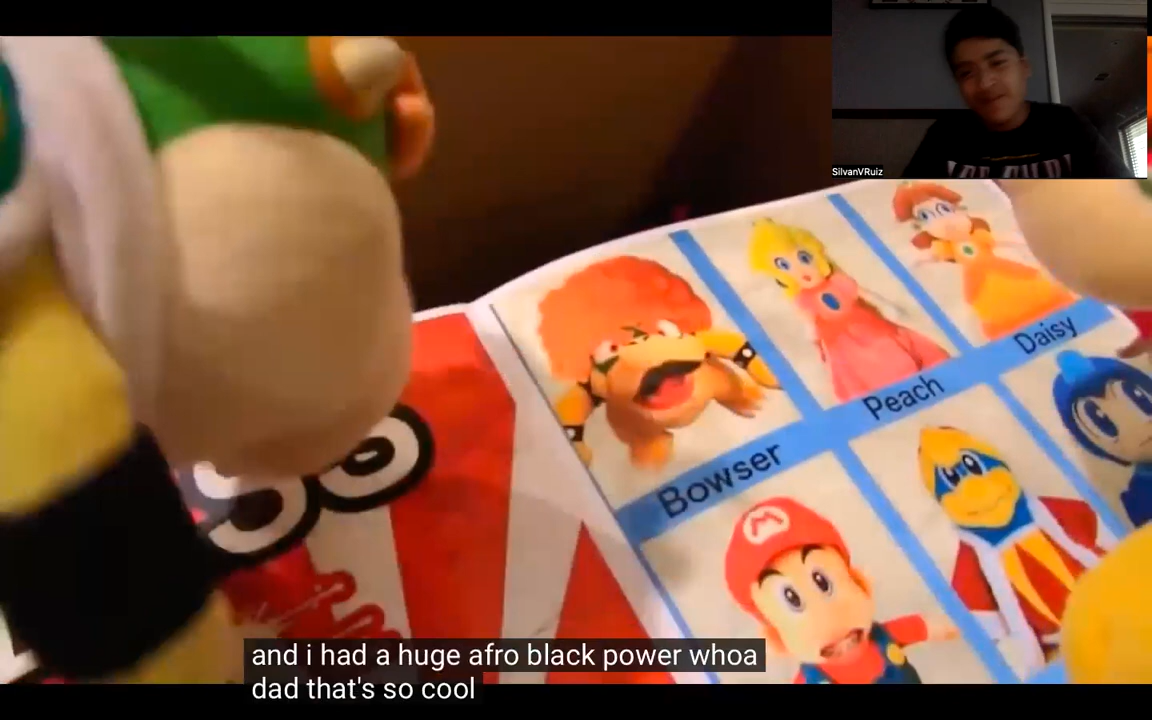 SilvanVRuiz
Daisy
Peach
Bowser
M
and i had a huge afro black power whoa
dad that's so cool